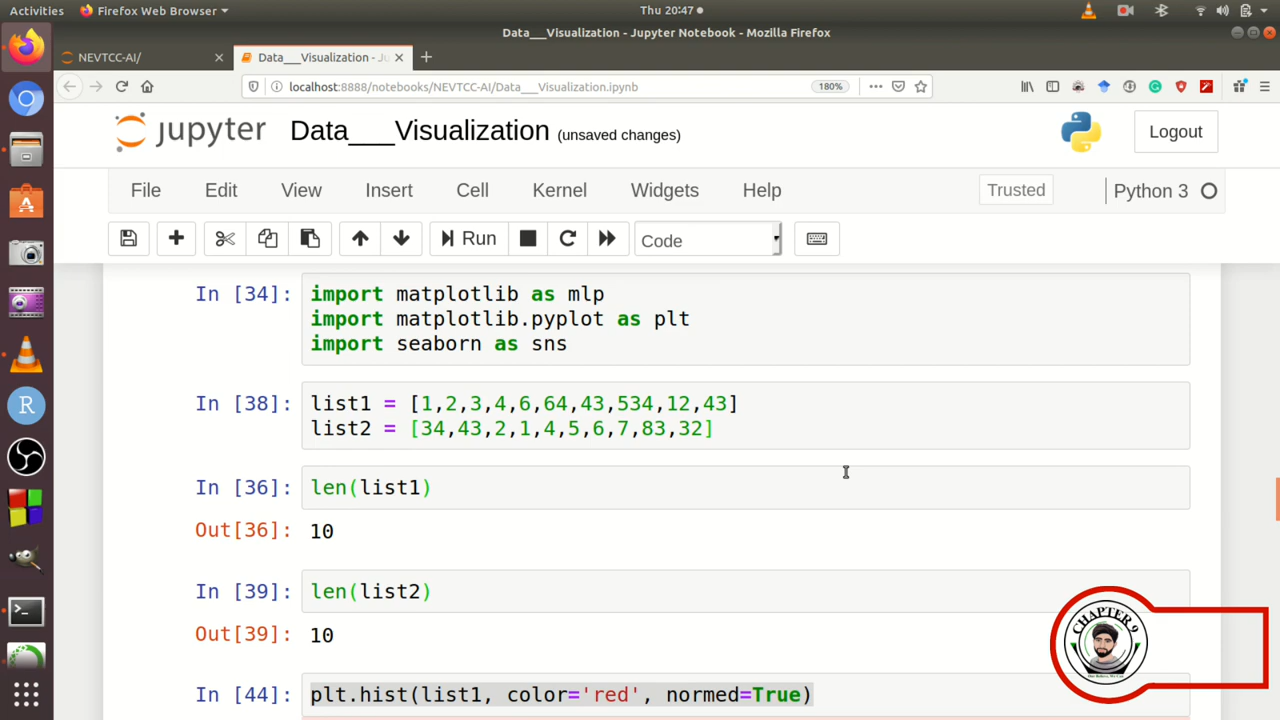 Activities Firefox Web Browser Thu 20:47
Data___Visualization - Jupyter Notebook - Mozilla Firefox
NEVTCC-AI/ Data___Visualization - Ju
localhost:8888/notebooks/NEVTCC-AI/Data___Visualization.ipynb 180%
jupyter Data___Visualization (unsaved changes) Logout
File Edit View Insert Cell Kernel Widgets Help Trusted Python 3
Run Code
In [34]: import matplotlib as mlp
import matplotlib.pyplot as plt
import seaborn as sns
In [38]: list1 = [1,2,3,4,6,64,43,534,12,43]
list2 = [34,43,2,1,4,5,6,7,83,32]
In [36]: len(list1)
Out[36]: 10
In [39]: len(list2)
Out[39]: 10
In [44]: plt.hist(list1, color='red', normed=True)
CHAPTER 9